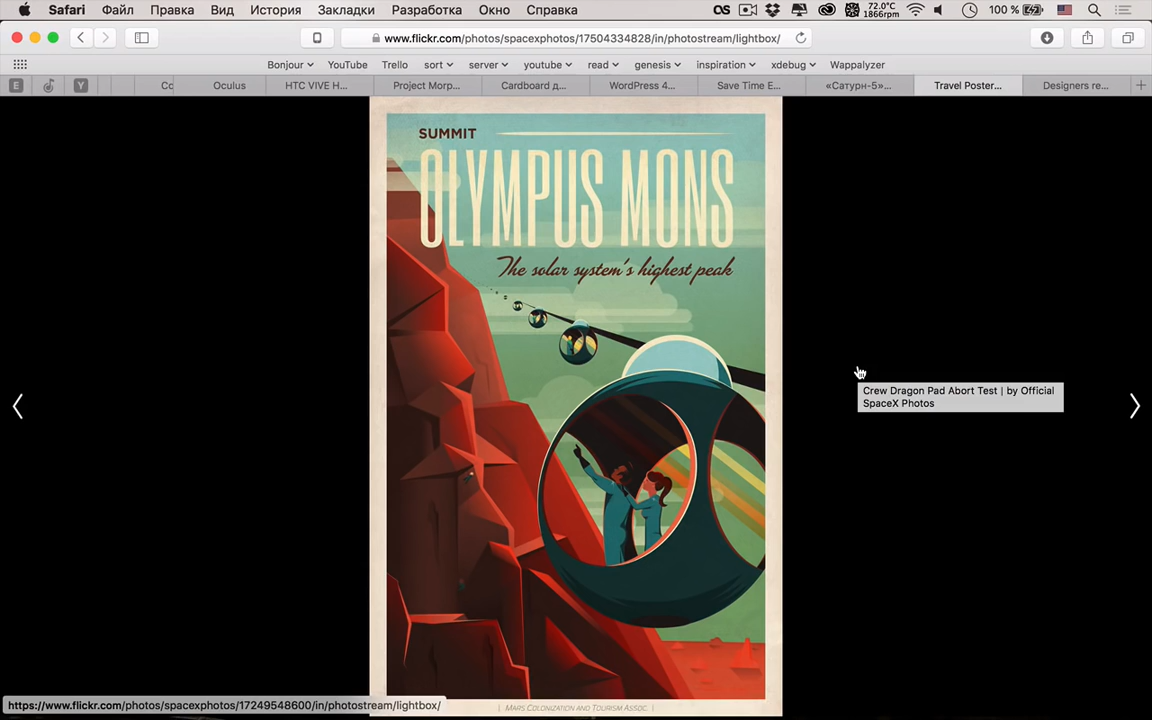 Safari Файл Правка Вид История Закладки Разработка Окно Справка 72.0°C 1866rpm 100 %
www.flickr.com/photos/spacexphotos/17504334828/in/photostream/lightbox/
Bonjour YouTube Trello sort server youtube read genesis inspiration xdebug Wappalyzer
E Y Oculus HTC VIVE H... Project Morp... Cardboard д... WordPress 4... Save Time E... «Сатурн-5»... Travel Poster... Designers re...
SUMMIT
OLYMPUS MONS
The solar system's highest peak
Crew Dragon Pad Abort Test | by Official
SpaceX Photos
https://www.flickr.com/photos/spacexphotos/17249548600/in/photostream/lightbox/
Mars Colonization and Tourism Assoc.